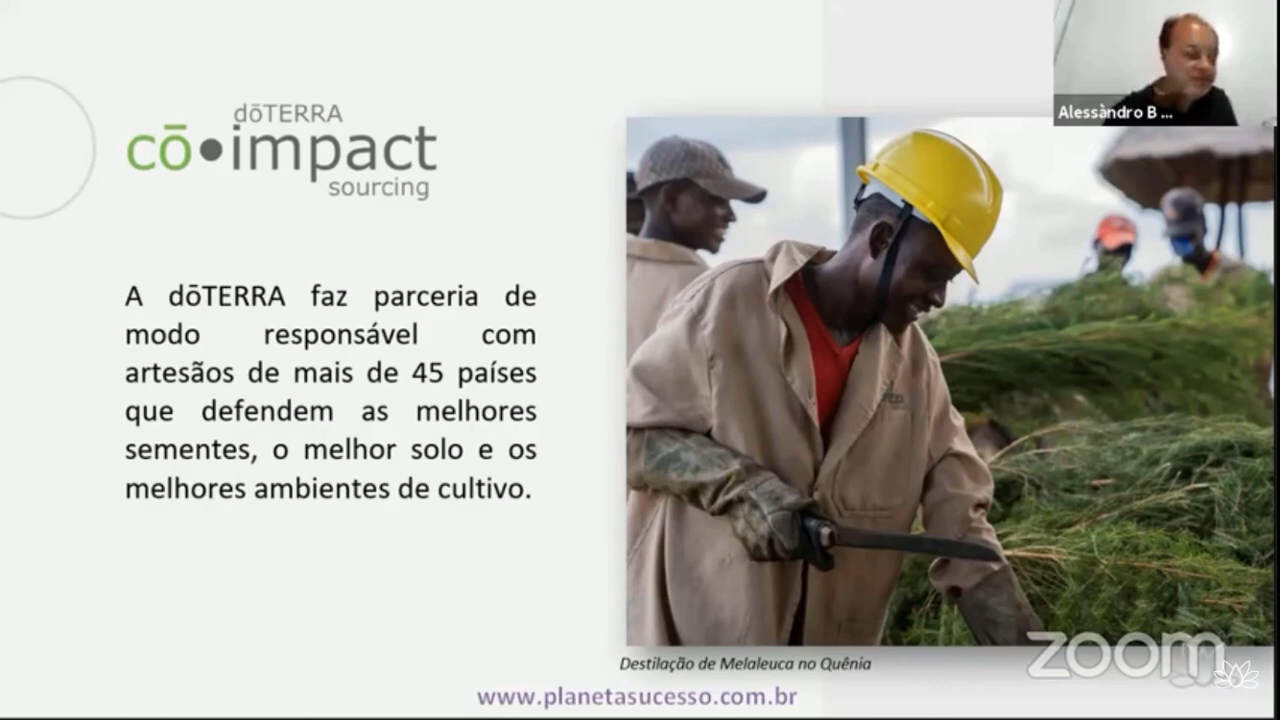 dōTERRA
cō•impact
sourcing
A dōTERRA faz parceria de
modo responsável com
artesãos de mais de 45 países
que defendem as melhores
sementes, o melhor solo e os
melhores ambientes de cultivo.
Alessàndro B ...
Destilação de Melaleuca no Quênia
zoom
www.planetasucesso.com.br